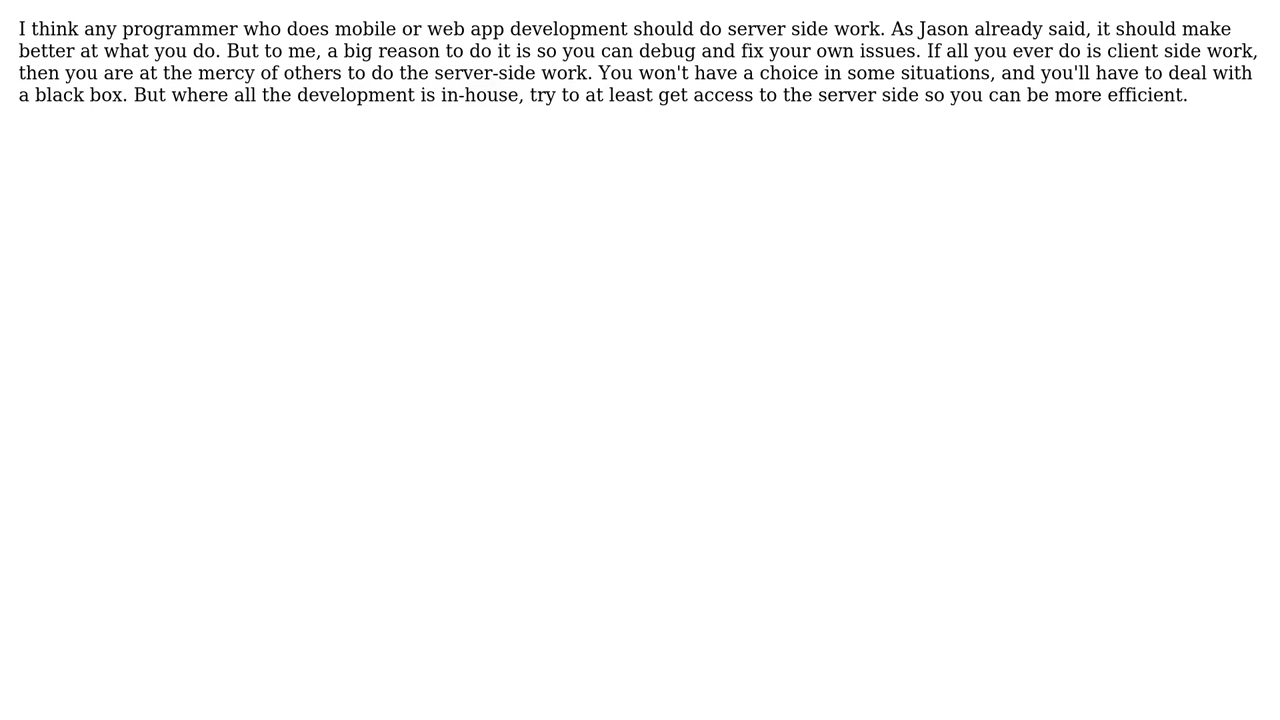 I think any programmer who does mobile or web app development should do server side work. As Jason already said, it should make
better at what you do. But to me, a big reason to do it is so you can debug and fix your own issues. If all you ever do is client side work,
then you are at the mercy of others to do the server-side work. You won't have a choice in some situations, and you'll have to deal with
a black box. But where all the development is in-house, try to at least get access to the server side so you can be more efficient.